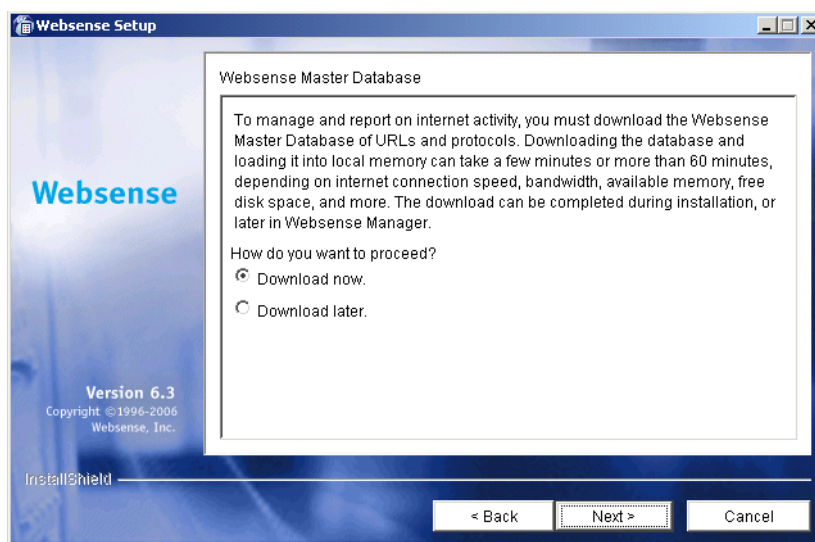 Websense Setup
Websense Master Database
To manage and report on internet activity, you must download the Websense
Master Database of URLs and protocols. Downloading the database and
loading it into local memory can take a few minutes or more than 60 minutes,
depending on internet connection speed, bandwidth, available memory, free
disk space, and more. The download can be completed during installation, or
later in Websense Manager.
How do you want to proceed?
Download now.
Download later.
Websense
Version 6.3
Copyright ©1996-2006
Websense, Inc.
InstallShield
< Back
Next >
Cancel